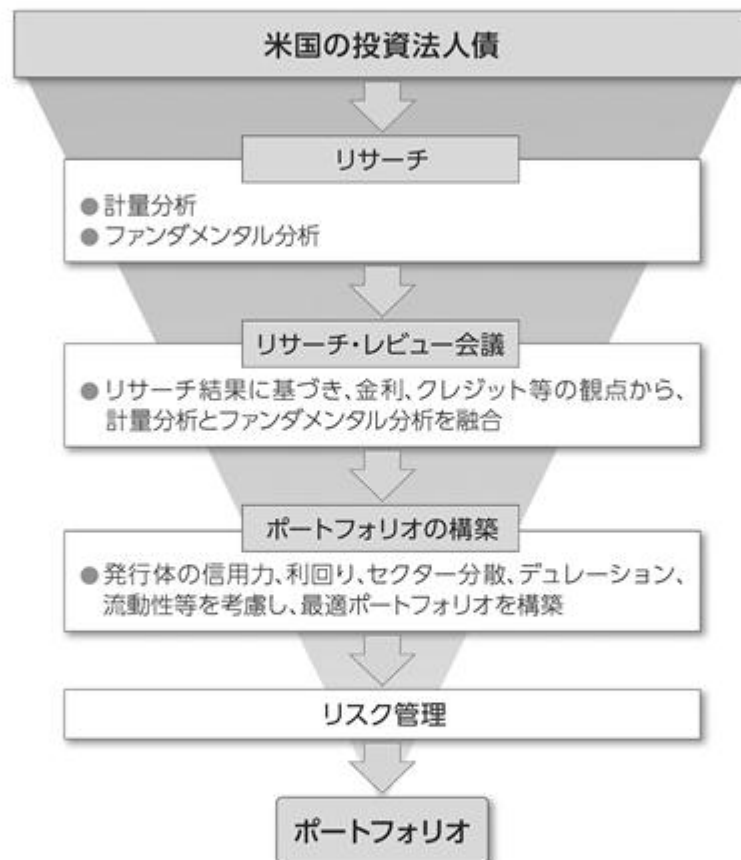 米国の投資法人債
リサーチ
●計量分析
●ファンダメンタル分析
リサーチ・レビュー会議
●リサーチ結果に基づき、金利、クレジット等の観点から、
計量分析とファンダメンタル分析を融合
ポートフォリオの構築
●発行体の信用力、利回り、セクター分散、デュレーション、
流動性等を考慮し、最適ポートフォリオを構築
リスク管理
ポートフォリオ